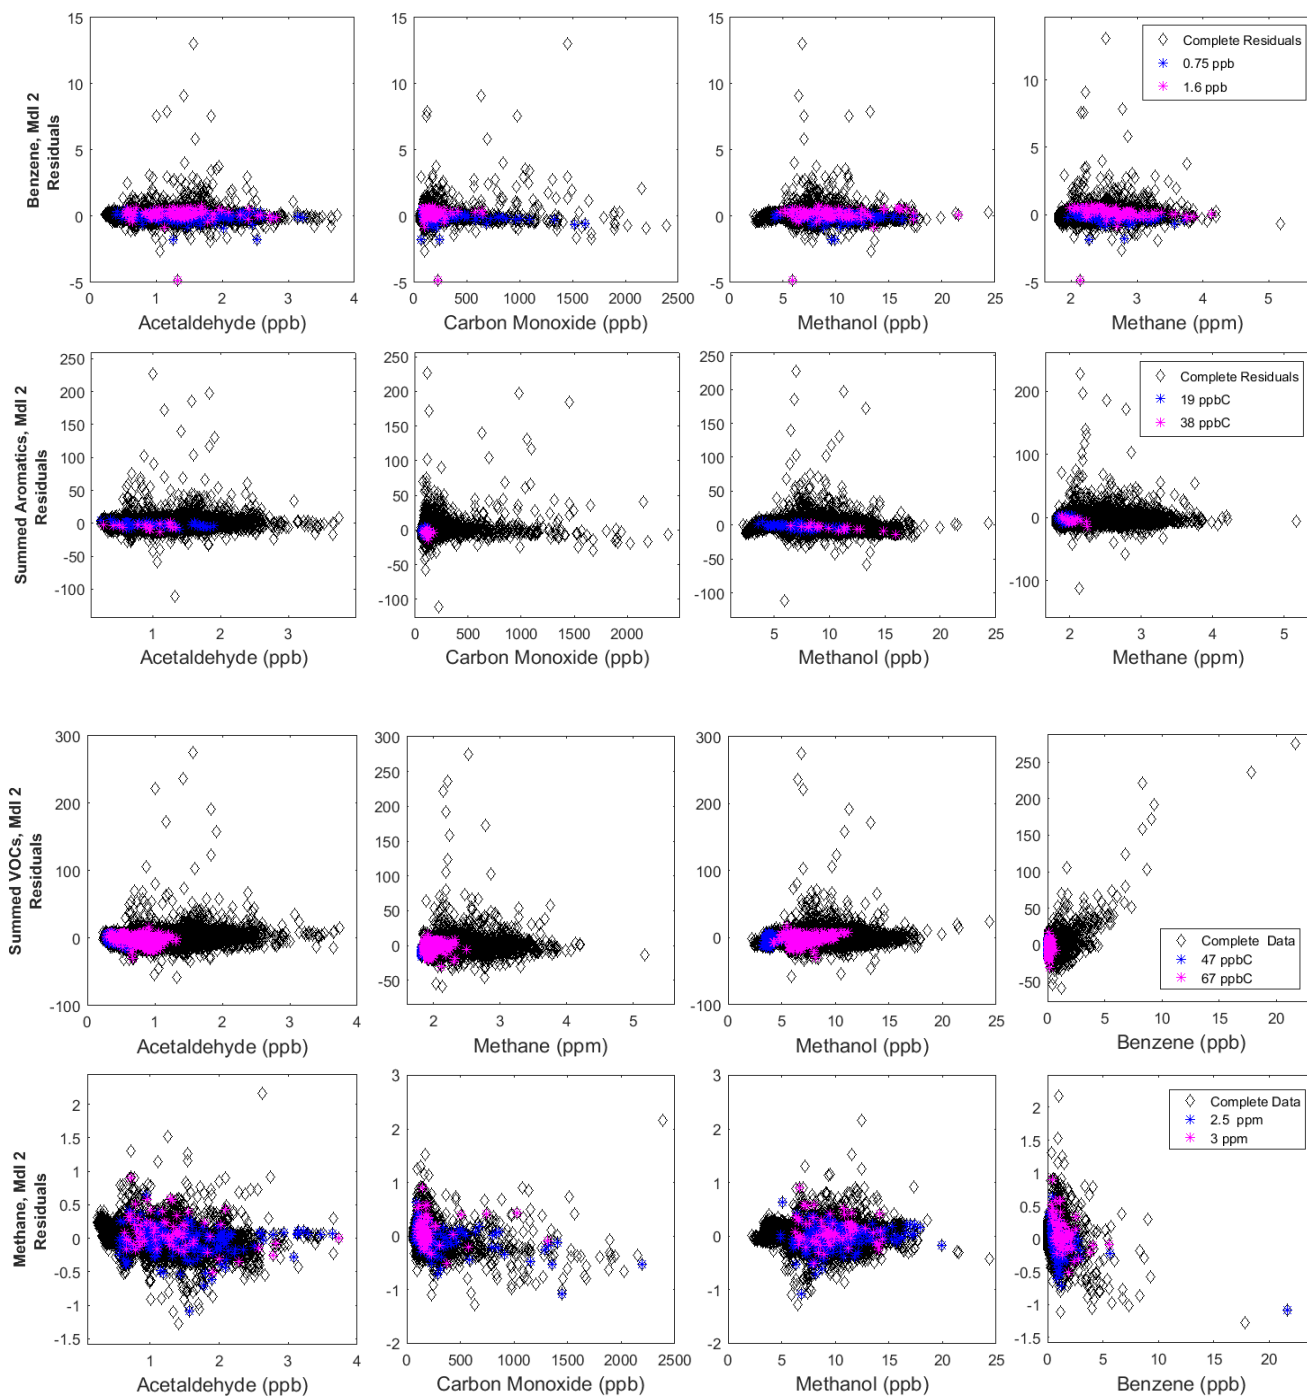 Benzene, Mdl 2
Residuals
15
10
5
0
-5
0 1 2 3 4
Acetaldehyde (ppb)
15
10
5
0
-5
0 500 1000 1500 2000 2500
Carbon Monoxide (ppb)
15
10
5
0
-5
0 5 10 15 20 25
Methanol (ppb)
10
5
0
-5
2 3 4 5
Methane (ppm)
Complete Residuals
0.75 ppb
1.6 ppb
Summed Aromatics, Mdl 2
Residuals
250
200
150
100
50
0
-50
-100
1 2 3
Acetaldehyde (ppb)
250
200
150
100
50
0
-50
-100
0 500 1000 1500 2000
Carbon Monoxide (ppb)
250
200
150
100
50
0
-50
-100
5 10 15 20 25
Methanol (ppb)
200
100
0
-100
2 3 4 5
Methane (ppm)
Complete Residuals
19 ppbC
38 ppbC
Summed VOCs, Mdl 2
Residuals
300
200
100
0
-100
0 1 2 3 4
Acetaldehyde (ppb)
300
250
200
150
100
50
0
-50
2 3 4 5
Methane (ppm)
300
200
100
0
-100
0 5 10 15 20 25
Methanol (ppb)
250
200
150
100
50
0
-50
0 5 10 15 20
Benzene (ppb)
Complete Data
47 ppbC
67 ppbC
Methane, Mdl 2
Residuals
2
1.5
1
0.5
0
-0.5
-1
-1.5
1 2 3 4
Acetaldehyde (ppb)
3
2
1
0
-1
-2
0 500 1000 1500 2000 2500
Carbon Monoxide (ppb)
3
2
1
0
-1
-2
0 5 10 15 20 25
Methanol (ppb)
2
1.5
1
0.5
0
-0.5
-1
-1.5
0 5 10 15 20
Benzene (ppb)
Complete Data
2.5 ppm
3 ppm